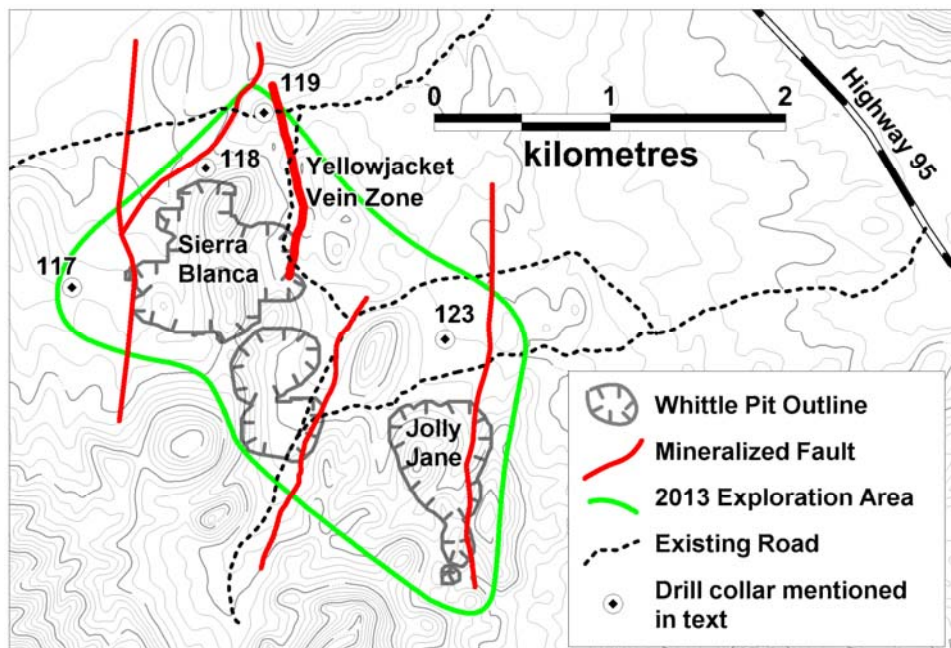 119
0
1
2
kilometres
Highway 95
118
Yellowjacket
Vein Zone
Sierra
Blanca
117
123
Jolly
Jane
Whittle Pit Outline
Mineralized Fault
2013 Exploration Area
Existing Road
Drill collar mentioned
in text